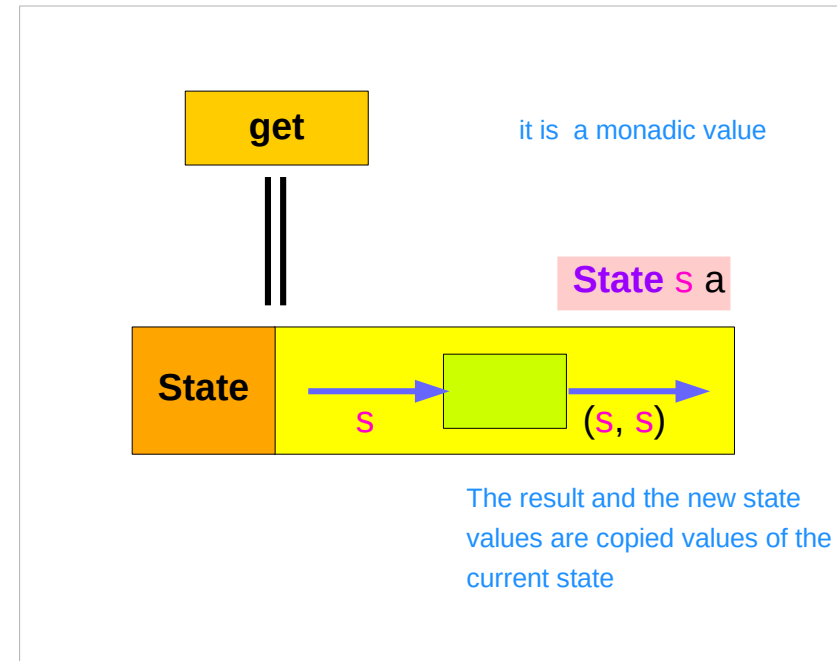 get
it is a monadic value
State s a
State
s
(s, s)
The result and the new state
values are copied values of the
current state